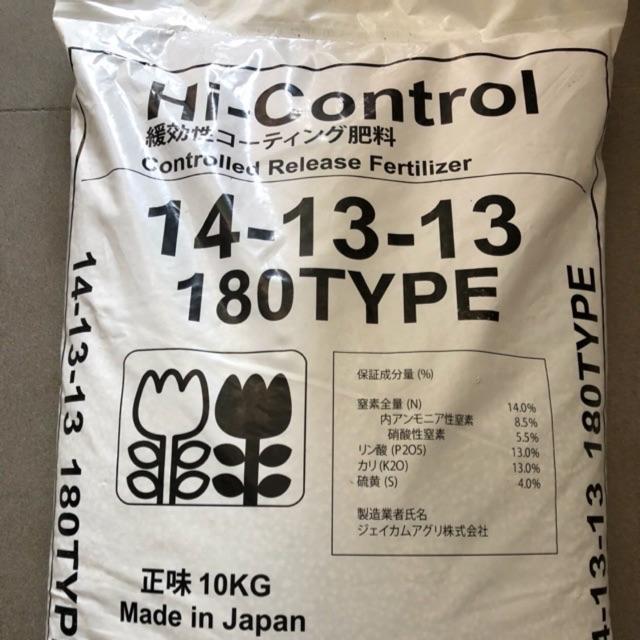 Hi-Control
緩効性コーティング肥料
Controlled Release Fertilizer
14-13-13
180TYPE
14-13-13 180TYP
4-13-13 180TYPE
保証成分量 (%)
窒素全量 (N) 14.0%
内アンモニア性窒素 8.5%
硝酸性窒素 5.5%
リン酸 (P2O5) 13.0%
カリ (K2O) 13.0%
硫黄 (S) 4.0%
製造業者氏名
ジェイカムアグリ株式会社
正味 10KG
Made in Japan